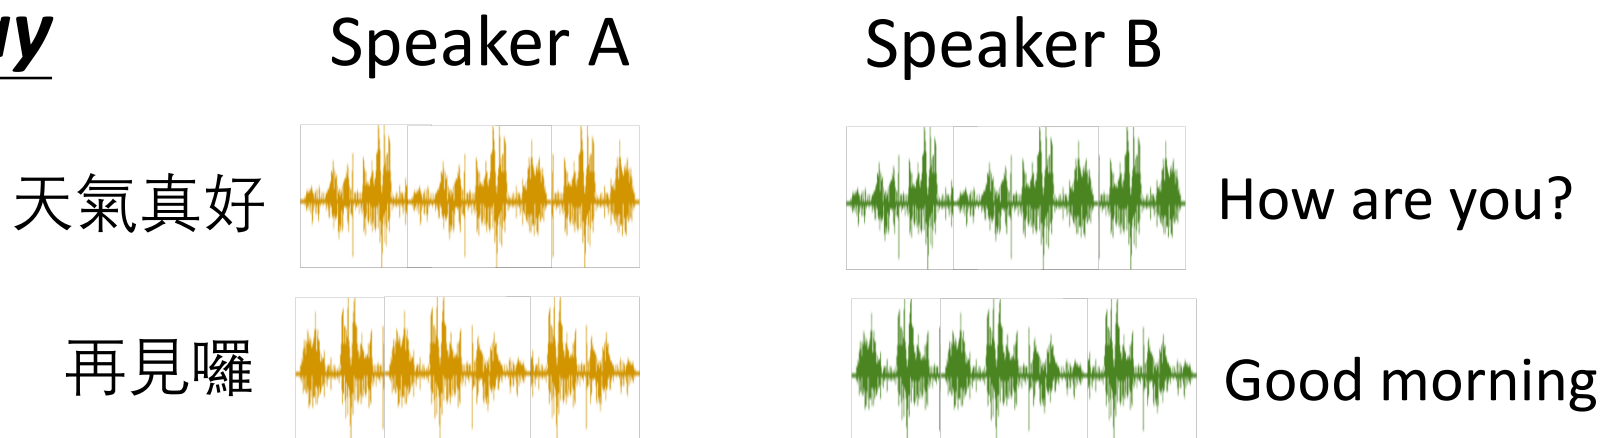 Speaker A
Speaker B
天氣真好
How are you?
再見囉
Good morning